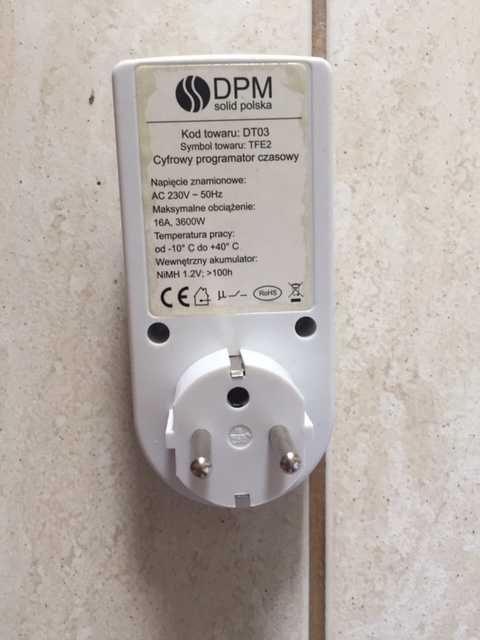 DPM
solid polska
Kod towaru: DT03
Symbol towaru: TFE2
Cyfrowy programator czasowy
Napięcie znamionowe:
AC 230V ~ 50Hz
Maksymalne obciążenie:
16A, 3600W
Temperatura pracy:
od -10° C do +40° C
Wewnętrzny akumulator:
NiMH 1.2V; >100h
CE µ RoHS